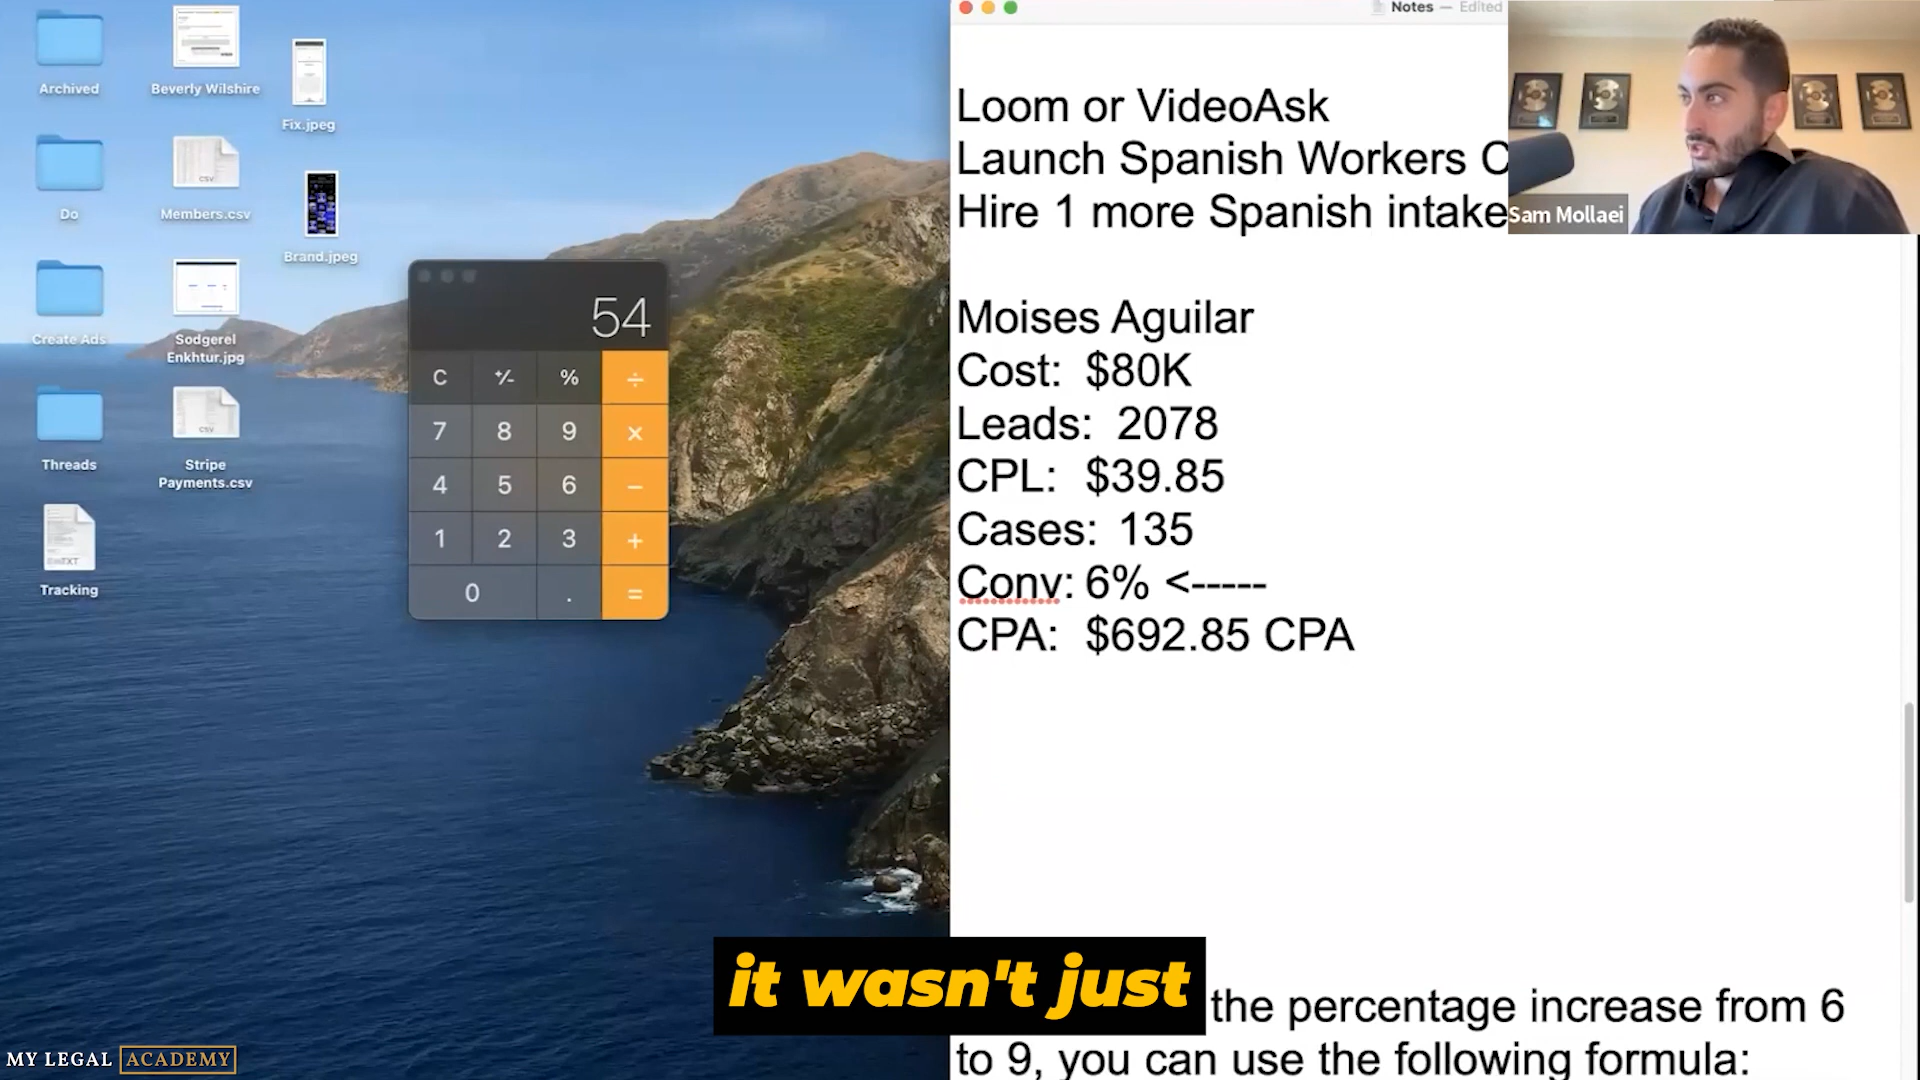 Archived
Beverly Wilshire
Fix.jpeg
Do
Members.csv
Brand.jpeg
Create Ads
Sodgerel
Enkhtur.jpg
Threads
Stripe
Payments.csv
Tracking
CSV
CSV
54
C +⁄- % ÷
7 8 9 ×
4 5 6 −
1 2 3 +
0 . =
Notes — Edited
Loom or VideoAsk
Launch Spanish Workers C
Hire 1 more Spanish intake
Sam Mollaei
Moises Aguilar
Cost: $80K
Leads: 2078
CPL: $39.85
Cases: 135
Conv: 6% <-----
CPA: $692.85 CPA
it wasn't just
the percentage increase from 6
to 9, you can use the following formula:
MY LEGAL ACADEMY